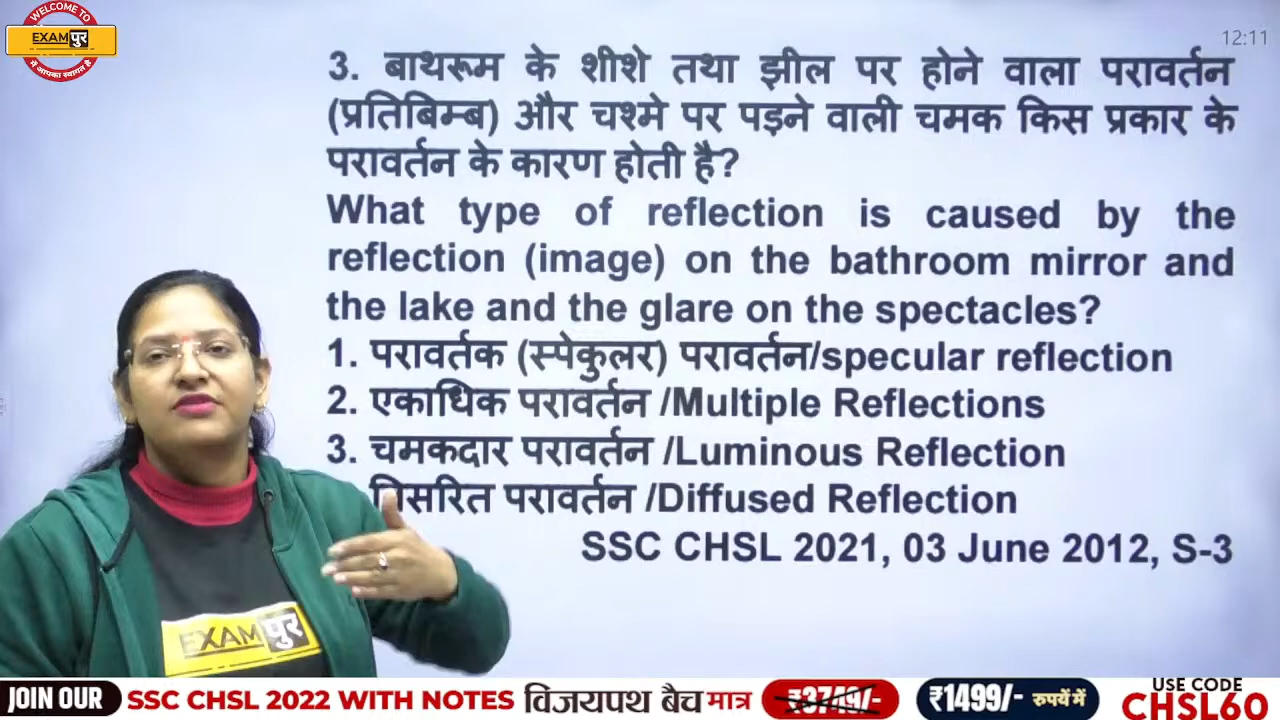 WELCOME TO
EXAMपुर
में आपका स्वागत है
12:11
3. बाथरूम के शीशे तथा झील पर होने वाला परावर्तन
(प्रतिबिम्ब) और चश्मे पर पड़ने वाली चमक किस प्रकार के
परावर्तन के कारण होती है?
What type of reflection is caused by the
reflection (image) on the bathroom mirror and
the lake and the glare on the spectacles?
1. परावर्तक (स्पेकुलर) परावर्तन/specular reflection
2. एकाधिक परावर्तन /Multiple Reflections
3. चमकदार परावर्तन /Luminous Reflection
परावर्तन /Diffused Reflection
SSC CHSL 2021, 03 June 2012, S-3
EXAMपुर
JOIN OUR SSC CHSL 2022 WITH NOTES विजयपथ बैच मात्र ₹3749/- ₹1499/- रुपयें में USE CODE
CHSL60